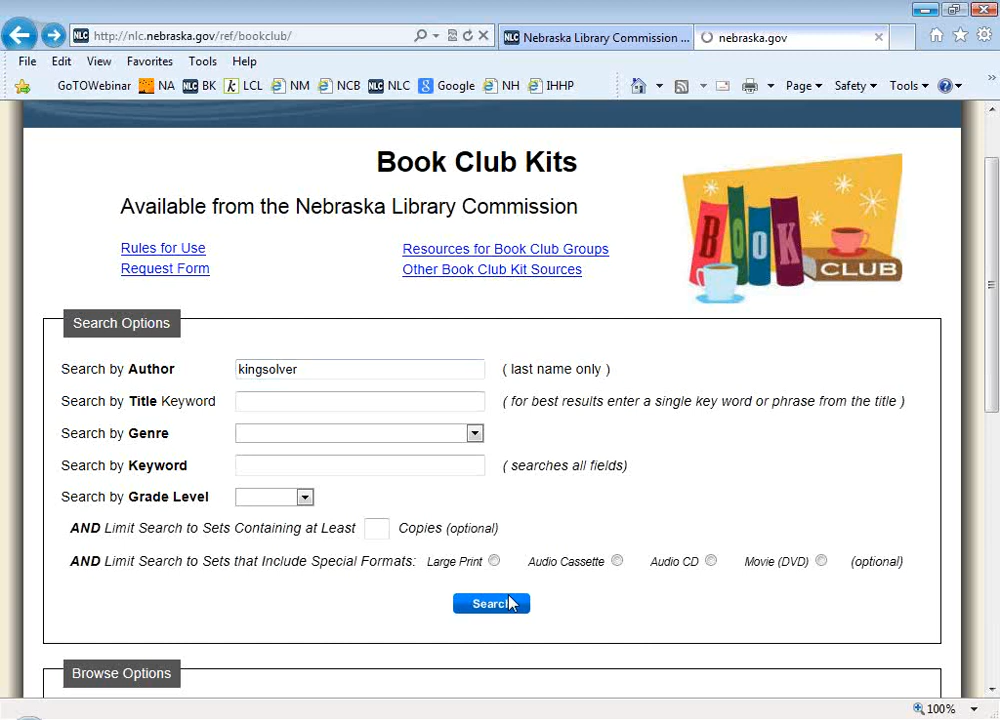 http://nlc.nebraska.gov/ref/bookclub/
NLC Nebraska Library Commission ...
nebraska.gov
File Edit View Favorites Tools Help
GoTOWebinar NA NLC BK k LCL NM NCB NLC NLC g Google NH IHHP Page Safety Tools
Book Club Kits
Available from the Nebraska Library Commission
Rules for Use Resources for Book Club Groups
Request Form Other Book Club Kit Sources
BOOK
CLUB
Search Options
Search by Author kingsolver ( last name only )
Search by Title Keyword ( for best results enter a single key word or phrase from the title )
Search by Genre
Search by Keyword ( searches all fields)
Search by Grade Level
AND Limit Search to Sets Containing at Least Copies (optional)
AND Limit Search to Sets that Include Special Formats: Large Print Audio Cassette Audio CD Movie (DVD) (optional)
Search
Browse Options
100%